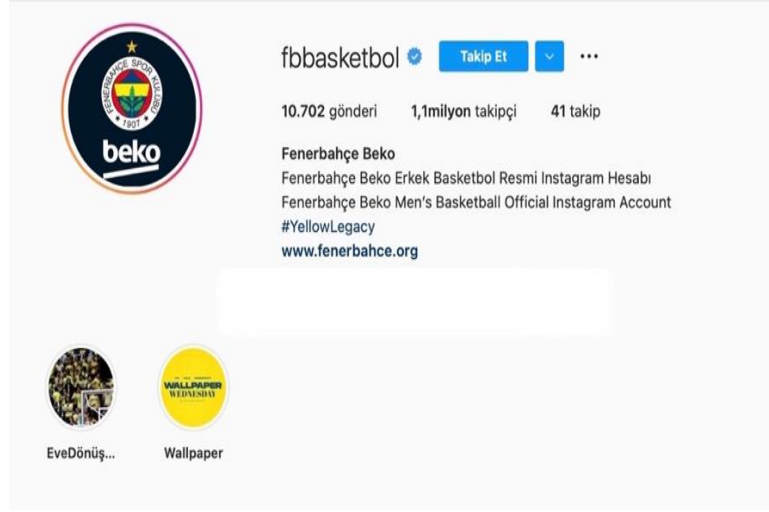 FENERBAHÇE SPOR KULÜBÜ
★ 1907 ★
beko
fbbasketbol
Takip Et
10.702 gönderi 1,1milyon takipçi 41 takip
Fenerbahçe Beko
Fenerbahçe Beko Erkek Basketbol Resmi Instagram Hesabı
Fenerbahçe Beko Men's Basketball Official Instagram Account
#YellowLegacy
www.fenerbahce.org
WALLPAPER
WEDNESDAY
EveDönüş... Wallpaper